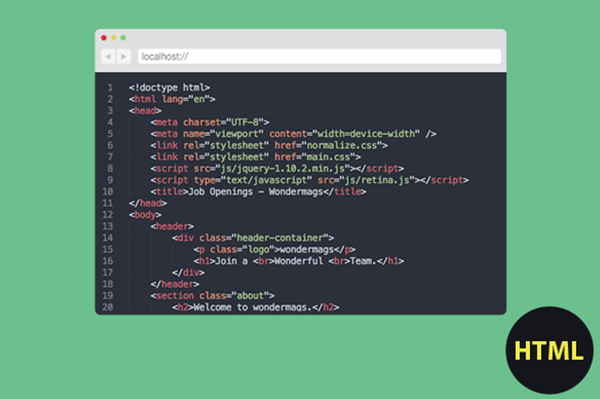 localhost://
1 <!doctype html>
2 <html lang="en">
3 <head>
4 <meta charset="UTF-8">
5 <meta name="viewport" content="width=device-width" />
6 <link rel="stylesheet" href="normalize.css">
7 <link rel="stylesheet" href="main.css">
8 <script src="js/jquery-1.10.2.min.js"></script>
9 <script type="text/javascript" src="js/retina.js"></script>
10 <title>Job Openings – Wondermags</title>
11 </head>
12 <body>
13 <header>
14 <div class="header-container">
15 <p class="logo">wondermags</p>
16 <h1>Join a <br>Wonderful <br>Team.</h1>
17 </div>
18 </header>
19 <section class="about">
20 <h2>Welcome to wondermags.</h2>
HTML